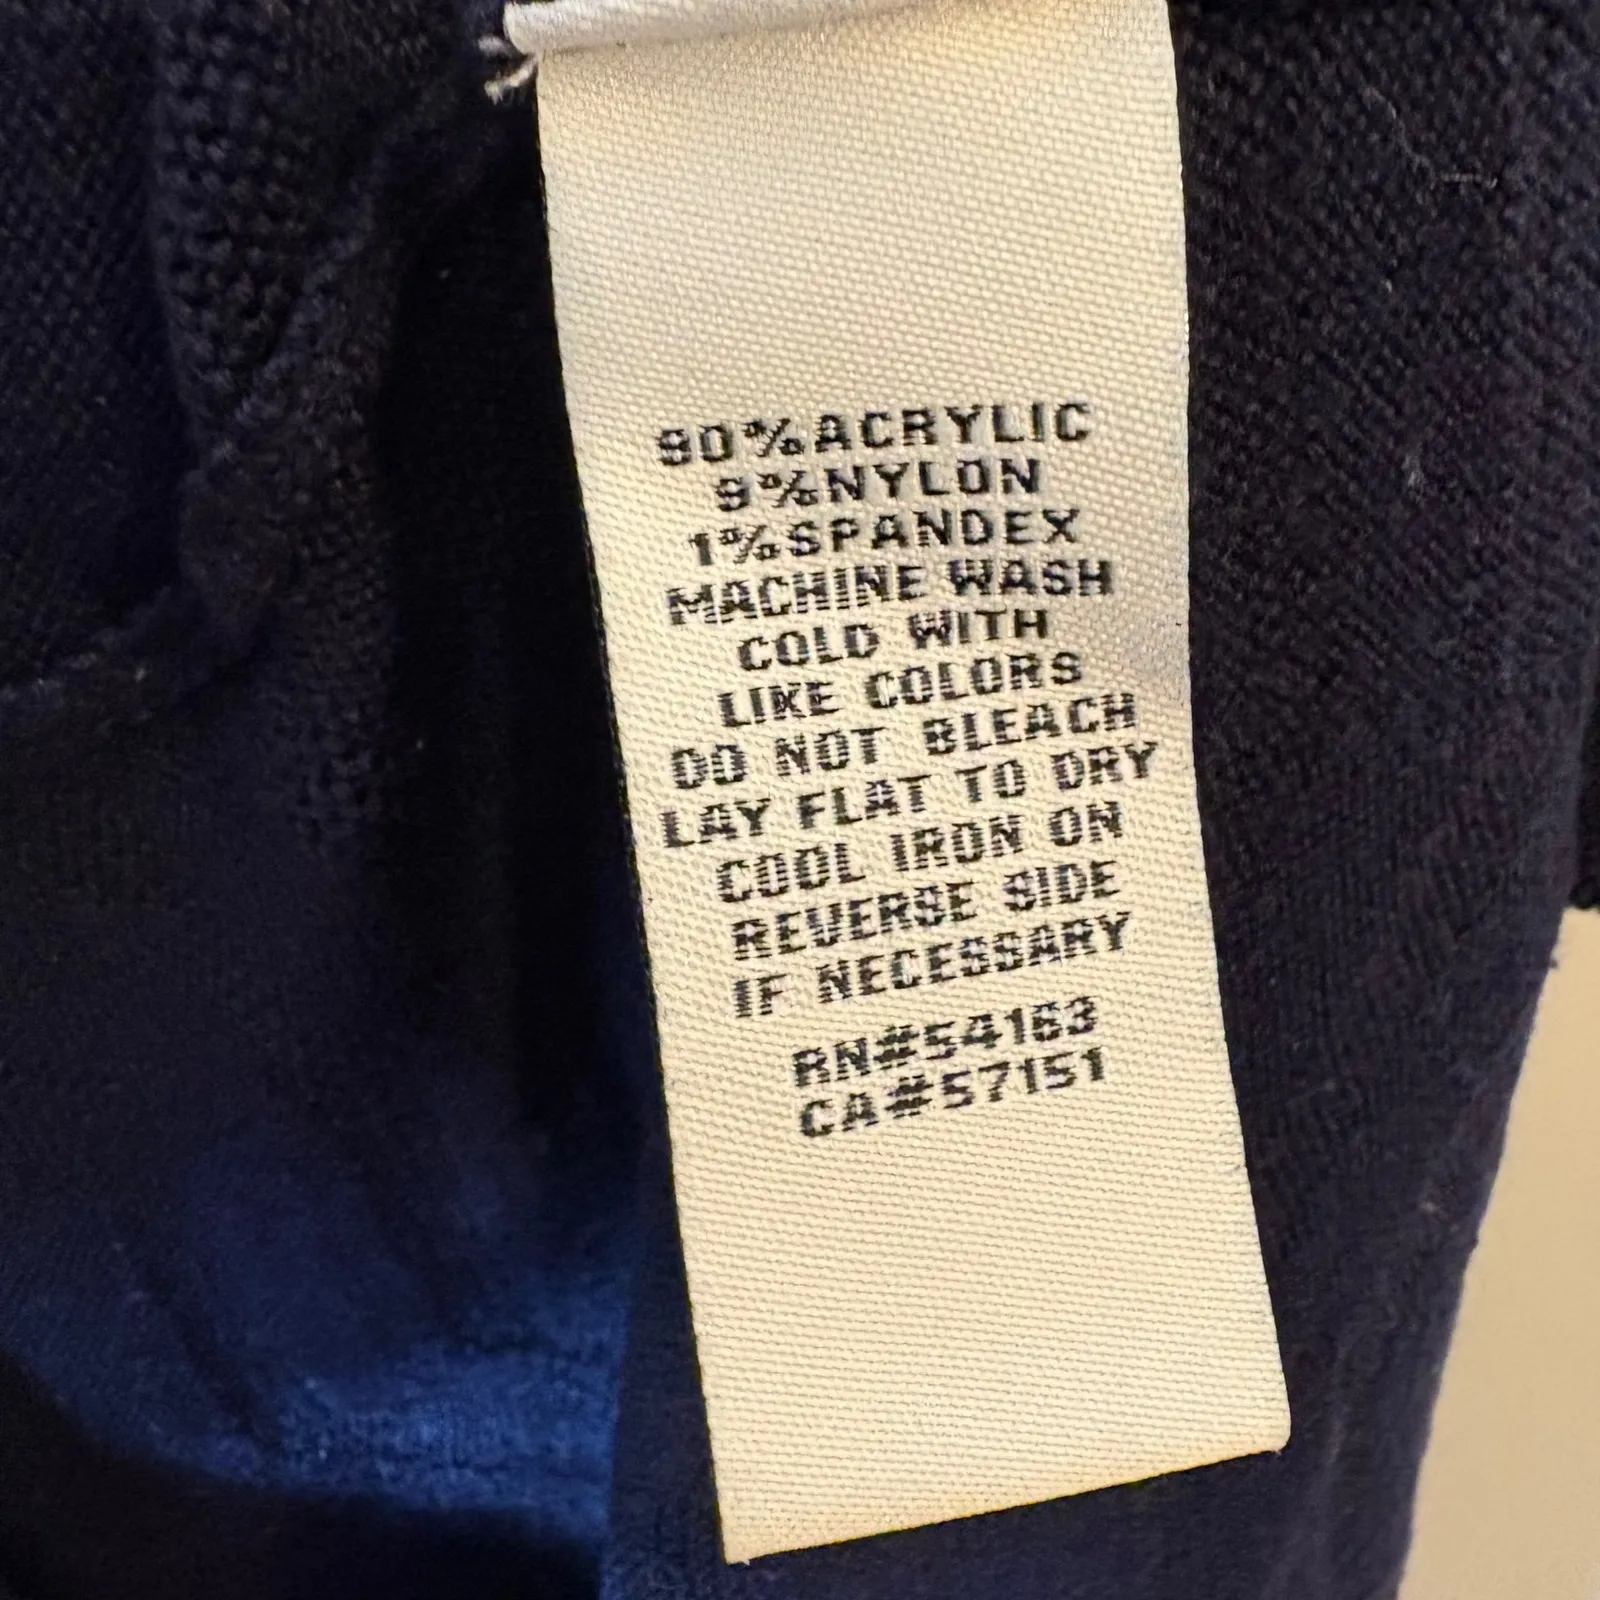 90%ACRYLIC
9%NYLON
1%SPANDEX
MACHINE WASH
COLD WITH
LIKE COLORS
DO NOT BLEACH
LAY FLAT TO DRY
COOL IRON ON
REVERSE SIDE
IF NECESSARY
RN#54163
CA#57151